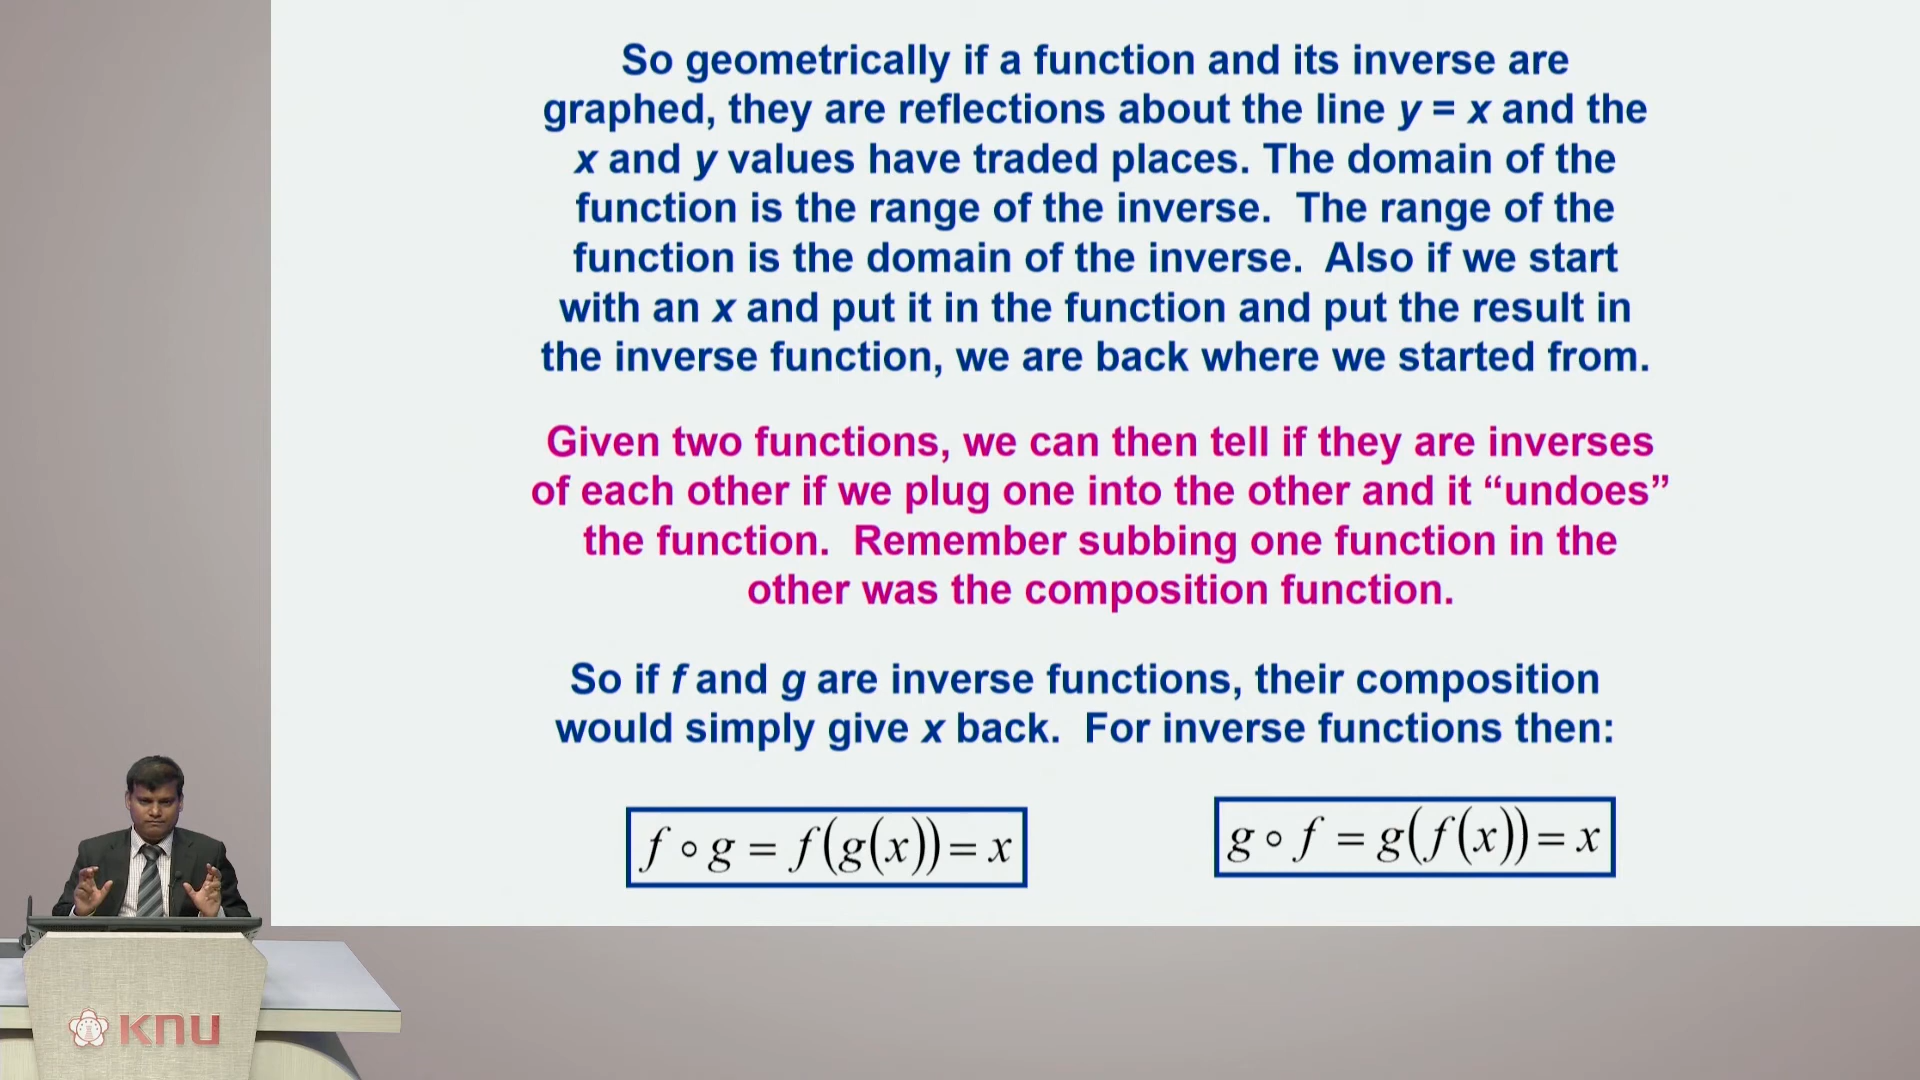 So geometrically if a function and its inverse are
graphed, they are reflections about the line y = x and the
x and y values have traded places. The domain of the
function is the range of the inverse. The range of the
function is the domain of the inverse. Also if we start
with an x and put it in the function and put the result in
the inverse function, we are back where we started from.
Given two functions, we can then tell if they are inverses
of each other if we plug one into the other and it “undoes”
the function. Remember subbing one function in the
other was the composition function.
So if f and g are inverse functions, their composition
would simply give x back. For inverse functions then:
f ∘ g = f(g(x)) = x
g ∘ f = g(f(x)) = x
KNU